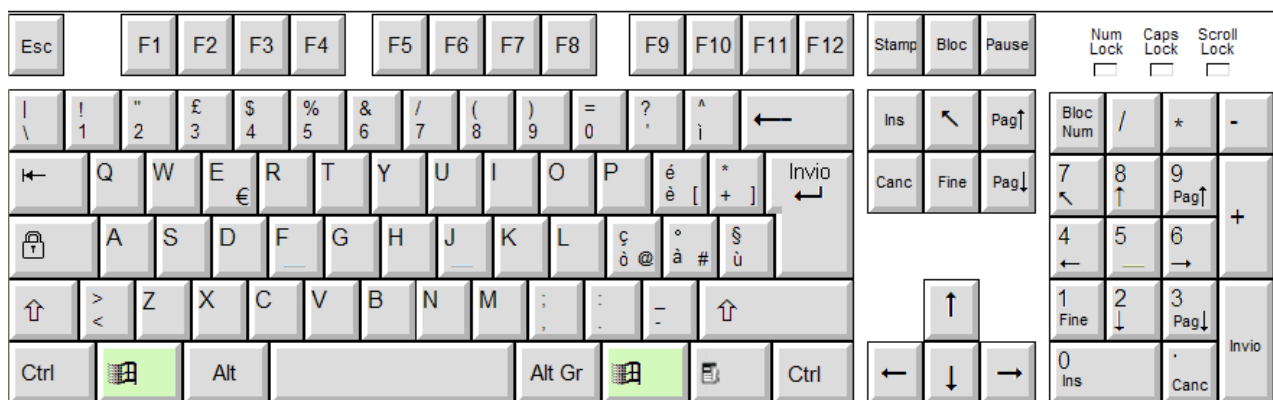 Esc F1 F2 F3 F4 F5 F6 F7 F8 F9 F10 F11 F12 Stamp Bloc Pause Num Lock Caps Lock Scroll Lock
| \ ! 1 " 2 £ 3 $ 4 % 5 & 6 / 7 ( 8 ) 9 = 0 ? ' ^ ì ← Ins ↖ Pag↑ Bloc Num / * -
⇤ Q W E € R T Y U I O P é è [ * + ] Invio ↵ Canc Fine Pag↓ 7 ↖ 8 ↑ 9 Pag↑ +
A S D F G H J K L ç ò @ ° à # § ù 4 ← 5 6 →
⇧ > < Z X C V B N M ; , : . _ - ⇧ ↑ 1 Fine 2 ↓ 3 Pag↓ Invio
Ctrl Alt Alt Gr Ctrl ← ↓ → 0 Ins . Canc